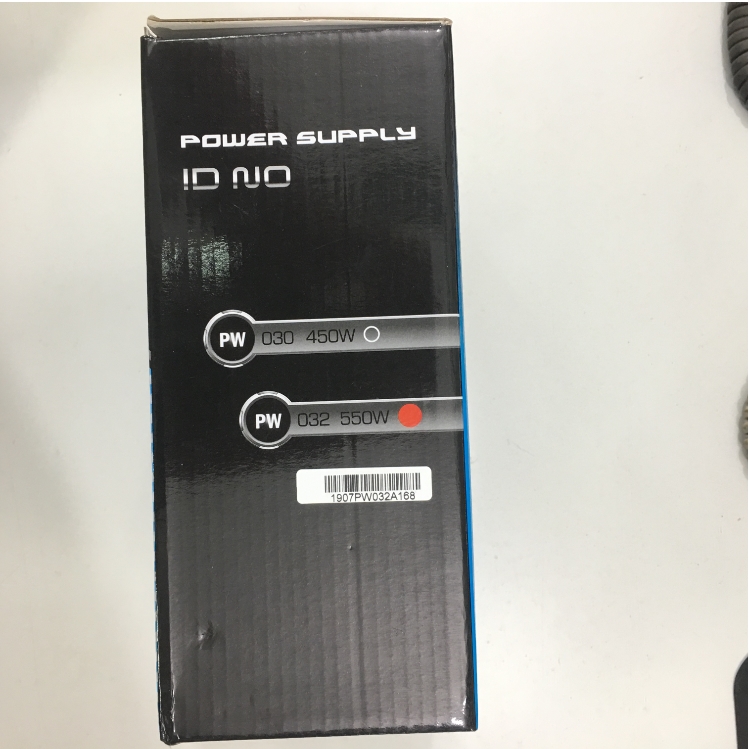 POWER SUPPLY
ID NO
PW 030 450W
PW 032 550W
1907PW032A168